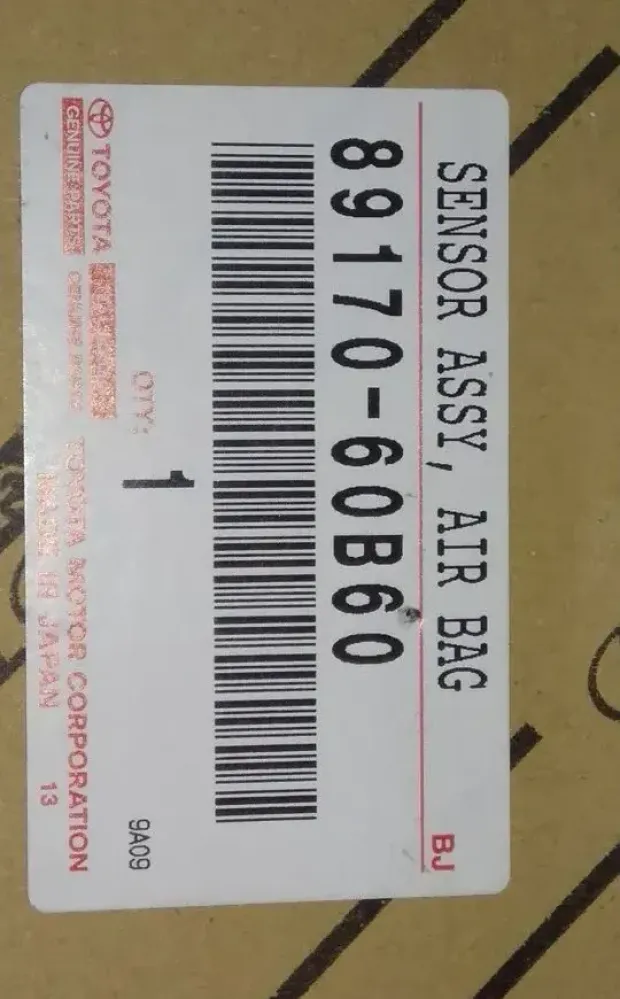 SENSOR ASSY, AIR BAG
BJ
89170-60B60
QTY:
1
9A09
TOYOTA
GENUINE PARTS
TOYOTA MOTOR CORPORATION
MADE IN JAPAN
13